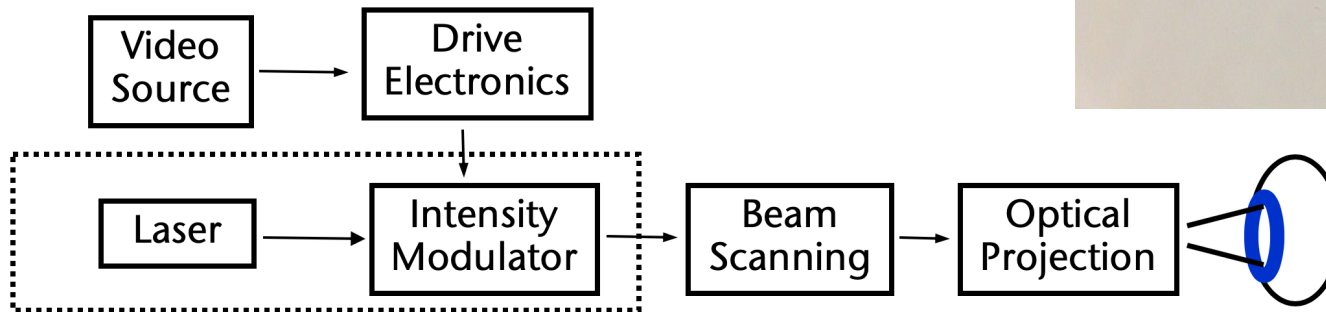 Video
Source
Drive
Electronics
Laser
Intensity
Modulator
Beam
Scanning
Optical
Projection